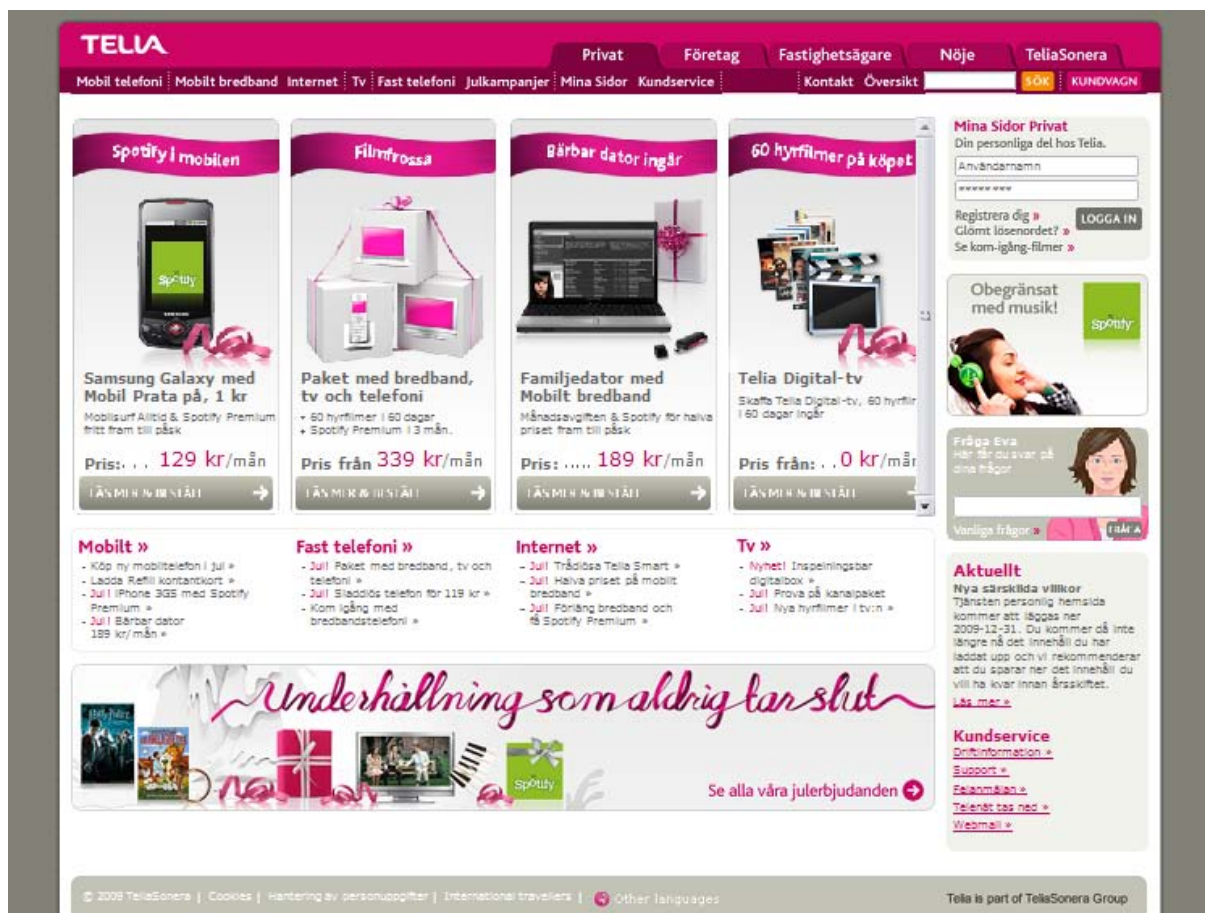 TELIA
Privat Företag Fastighetsägare Nöje TeliaSonera
Mobil telefoni Mobilt bredband Internet Tv Fast telefoni Julkampanjer Mina Sidor Kundservice Kontakt Översikt SÖK KUNDVAGN
Spotify i mobilen
Spotify
SAMSUNG
Samsung Galaxy med
Mobil Prata på, 1 kr
Mobilsurf Alltid & Spotify Premium
fritt fram till påsk
Pris:. . . 129 kr/mån
LÄS MER & BESTÄLL
Filmfrossa
Paket med bredband,
tv och telefoni
• 60 hyrfilmer i 60 dagar
• Spotify Premium i 3 mån.
Pris från 339 kr/mån
LÄS MER & BESTÄLL
Bärbar dator ingår
Familjedator med
Mobilt bredband
Månadsavgiften & Spotify för halva
priset fram till påsk
Pris: ..... 189 kr/mån
LÄS MER & BESTÄLL
60 hyrfilmer på köpet
Telia Digital-tv
Skaffa Telia Digital-tv, 60 hyrfilr
i 60 dagar ingår
Pris från: . . 0 kr/mår
LÄS MER & BESTÄLL
Mina Sidor Privat
Din personliga del hos Telia.
Användarnamn
********
Registrera dig »
LOGGA IN
Glömt lösenordet? »
Se kom-igång-filmer »
Obegränsat
med musik!
Spotify
Fråga Eva
Här får du svar på
dina frågor
Vanliga frågor »
FRÅGA
Mobilt »
- Köp ny mobiltelefon i jul »
- Ladda Refill kontantkort »
- Jul! iPhone 3GS med Spotify
Premium »
- Jul! Bärbar dator
189 kr/mån »
Fast telefoni »
- Jul! Paket med bredband, tv och
telefoni »
- Jul! Sladdlös telefon för 119 kr »
- Kom igång med
bredbandstelefoni »
Internet »
- Jul! Trådlösa Telia Smart »
- Jul! Halva priset på mobilt
bredband »
- Jul! Förläng bredband och
få Spotify Premium »
Tv »
- Nyhet! Inspelningsbar
digitalbox »
- Jul! Prova på kanalpaket
- Jul! Nya hyrfilmer i tv:n »
Aktuellt
Nya särskilda villkor
Tjänsten personlig hemsida
kommer att läggas ner
2009-12-31. Du kommer då inte
längre nå det innehåll du har
laddat upp och vi rekommenderar
att du sparar ner det innehåll du
vill ha kvar innan årsskiftet.
Läs mer »
Kundservice
Driftinformation »
Support »
Felanmälan »
Telenät tas ned »
Webmail »
Underhållning som aldrig tar slut
Harry Potter
Spotify
Se alla våra julerbjudanden
© 2009 TeliaSonera | Cookies | Hantering av personuppgifter | International travellers | Other languages
Telia is part of TeliaSonera Group